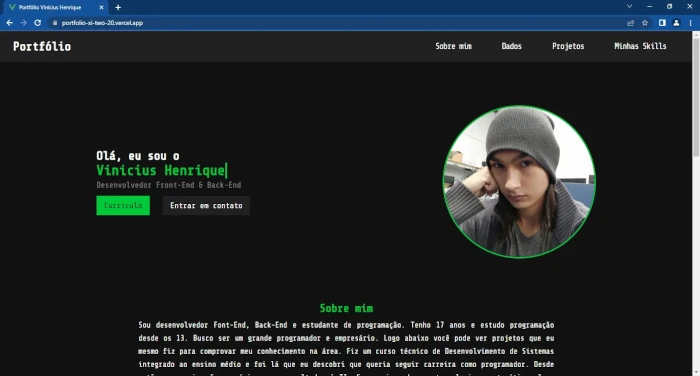 Portfólio Vinícius Henrique
portfolio-xi-two-20.vercel.app
Portfólio
Sobre mim
Dados
Projetos
Minhas Skills
Olá, eu sou o
Vinicius Henrique
Desenvolvedor Front-End & Back-End
Currículo
Entrar em contato
Sobre mim
Sou desenvolvedor Font-End, Back-End e estudante de programação. Tenho 17 anos e estudo programação
desde os 13. Busco ser um grande programador e empresário. Logo abaixo você pode ver projetos que eu
mesmo fiz para comprovar meu conhecimento na área. Fiz um curso técnico de Desenvolvimento de Sistemas
integrado ao ensino médio e foi lá que eu descobri que queria seguir carreira como programador. Desde